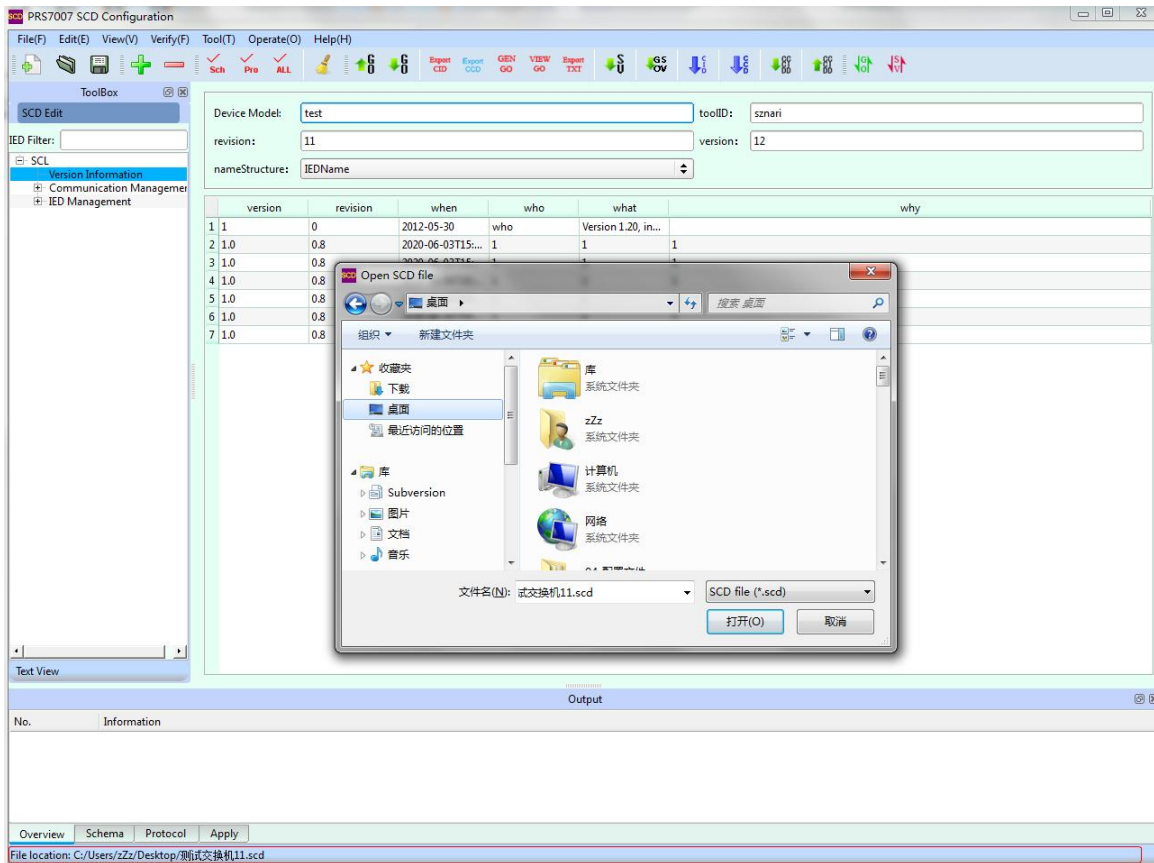 SCD PRS7007 SCD Configuration
File(F) Edit(E) View(V) Verify(F) Tool(T) Operate(O) Help(H)
Sch Pro ALL Export CID Export CCD GEN GO VIEW GO Export TXT
ToolBox
SCD Edit
IED Filter:
SCL
Version Information
Communication Managemen
IED Management
Text View
Device Model: test toolID: sznari
revision: 11 version: 12
nameStructure: IEDName
version revision when who what why
1 1 0 2012-05-30 who Version 1.20, in...
2 1.0 0.8 2020-06-03T15:... 1 1 1
3 1.0 0.8
4 1.0 0.8
5 1.0 0.8
6 1.0 0.8
7 1.0 0.8
SCD Open SCD file
桌面 搜索 桌面
组织 新建文件夹
收藏夹
下载
桌面
最近访问的位置
库
Subversion
图片
文档
音乐
库
系统文件夹
zZz
系统文件夹
计算机
系统文件夹
网络
系统文件夹
文件名(N): 试交换机11.scd SCD file (*.scd)
打开(O) 取消
Output
No. Information
Overview Schema Protocol Apply
File location: C:/Users/zZz/Desktop/测试交换机11.scd